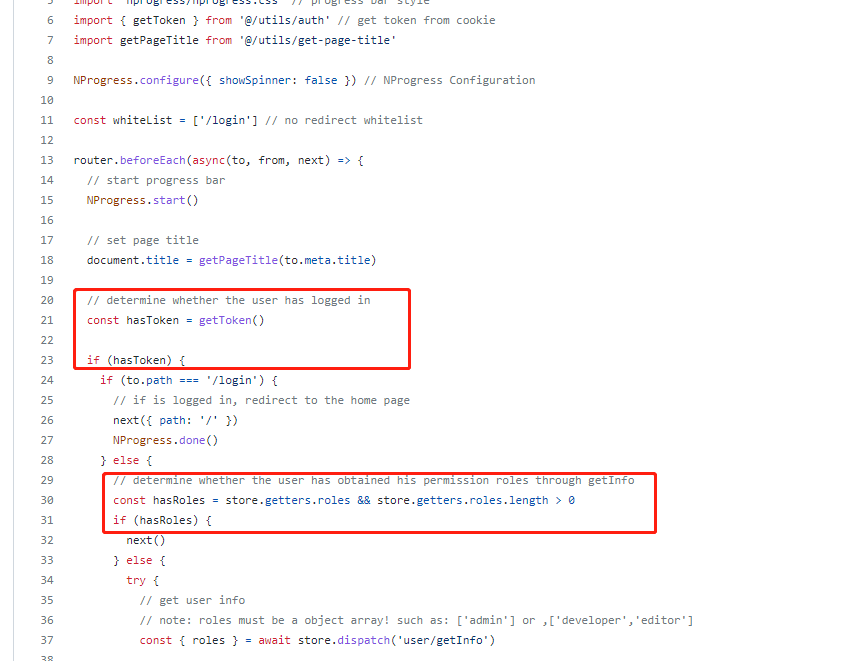 5 import 'nprogress/nprogress.css' // progress bar style
6 import { getToken } from '@/utils/auth' // get token from cookie
7 import getPageTitle from '@/utils/get-page-title'
8
9 NProgress.configure({ showSpinner: false }) // NProgress Configuration
10
11 const whiteList = ['/login'] // no redirect whitelist
12
13 router.beforeEach(async(to, from, next) => {
14 // start progress bar
15 NProgress.start()
16
17 // set page title
18 document.title = getPageTitle(to.meta.title)
19
20 // determine whether the user has logged in
21 const hasToken = getToken()
22
23 if (hasToken) {
24 if (to.path === '/login') {
25 // if is logged in, redirect to the home page
26 next({ path: '/' })
27 NProgress.done()
28 } else {
29 // determine whether the user has obtained his permission roles through getInfo
30 const hasRoles = store.getters.roles && store.getters.roles.length > 0
31 if (hasRoles) {
32 next()
33 } else {
34 try {
35 // get user info
36 // note: roles must be a object array! such as: ['admin'] or ,['developer','editor']
37 const { roles } = await store.dispatch('user/getInfo')
38